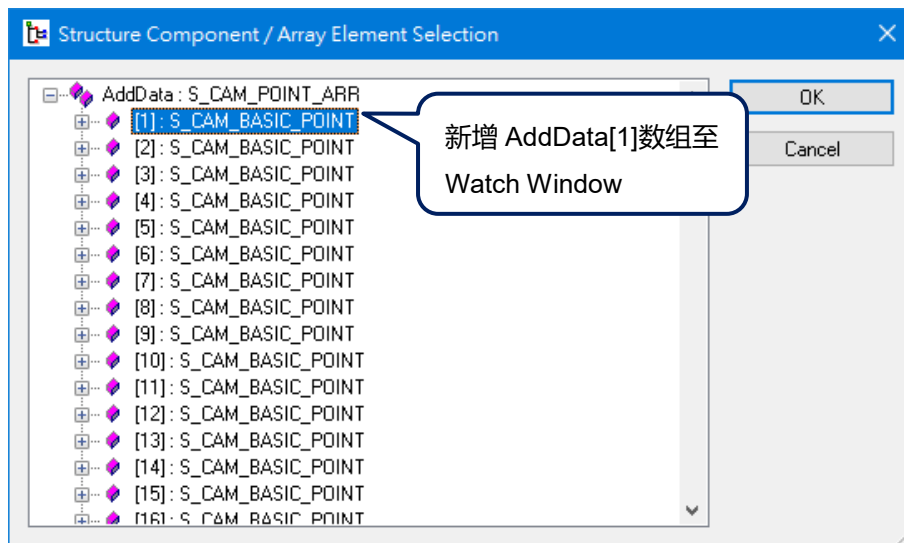 Structure Component / Array Element Selection
AddData : S_CAM_POINT_ARR
[1] : S_CAM_BASIC_POINT
[2] : S_CAM_BASIC_POINT
[3] : S_CAM_BASIC_POINT
[4] : S_CAM_BASIC_POINT
[5] : S_CAM_BASIC_POINT
[6] : S_CAM_BASIC_POINT
[7] : S_CAM_BASIC_POINT
[8] : S_CAM_BASIC_POINT
[9] : S_CAM_BASIC_POINT
[10] : S_CAM_BASIC_POINT
[11] : S_CAM_BASIC_POINT
[12] : S_CAM_BASIC_POINT
[13] : S_CAM_BASIC_POINT
[14] : S_CAM_BASIC_POINT
[15] : S_CAM_BASIC_POINT
[16] : S_CAM_BASIC_POINT
新增 AddData[1]数组至
Watch Window
OK
Cancel